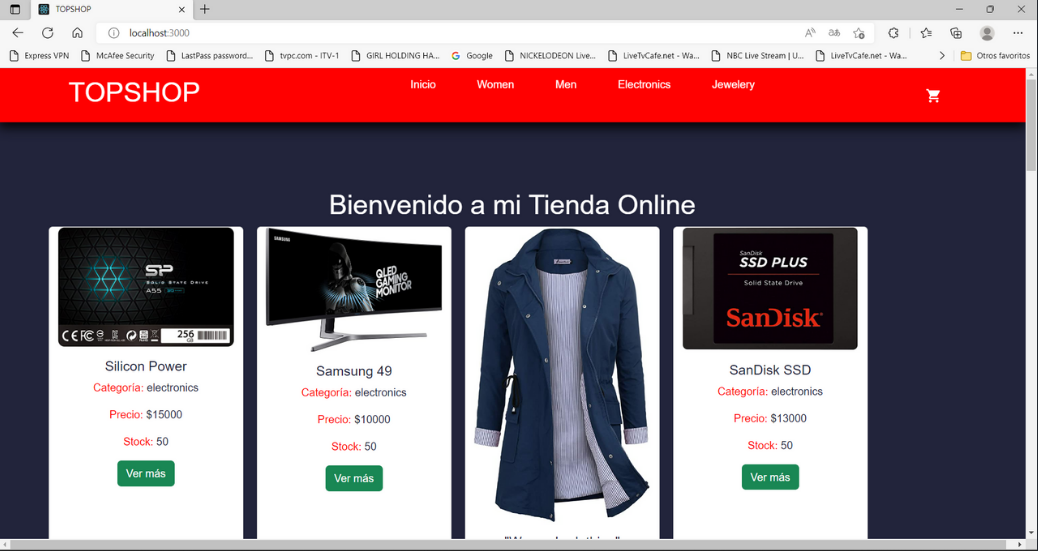 TOPSHOP
localhost:3000
Express VPN
McAfee Security
LastPass password...
tvpc.com - ITV-1
GIRL HOLDING HA...
Google
NICKELODEON Live...
LiveTvCafe.net - Wa...
NBC Live Stream | U...
LiveTvCafe.net - Wa...
Otros favoritos
TOPSHOP
Inicio
Women
Men
Electronics
Jewelery
Bienvenido a mi Tienda Online
SP
SOLID STATE DRIVE
A55
256
GB
Silicon Power
Categoría: electronics
Precio: $15000
Stock: 50
Ver más
SAMSUNG
QLED
GAMING
MONITOR
Samsung 49
Categoría: electronics
Precio: $10000
Stock: 50
Ver más
SanDisk
SSD PLUS
Solid State Drive
SanDisk
SanDisk SSD
Categoría: electronics
Precio: $13000
Stock: 50
Ver más